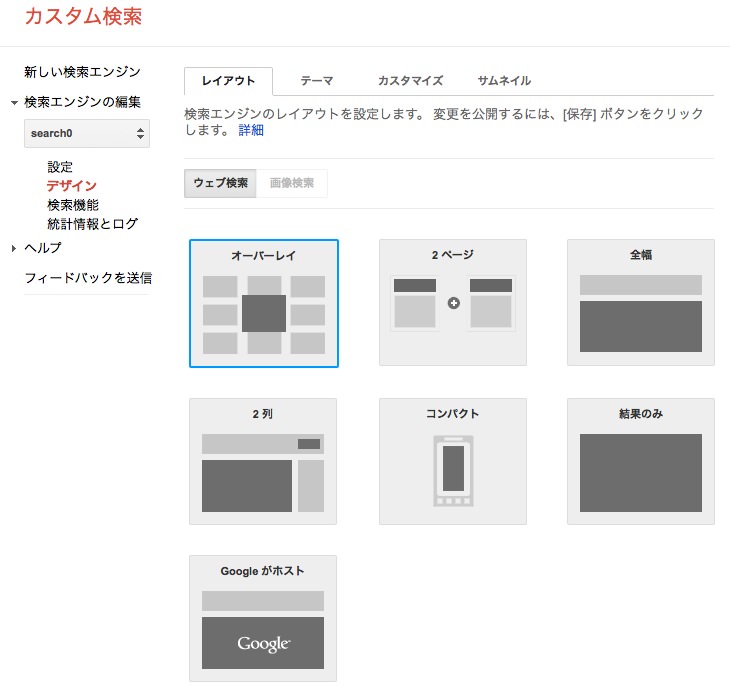 カスタム検索
新しい検索エンジン
検索エンジンの編集
search0
設定
デザイン
検索機能
統計情報とログ
ヘルプ
フィードバックを送信
レイアウト テーマ カスタマイズ サムネイル
検索エンジンのレイアウトを設定します。 変更を公開するには、[保存] ボタンをクリック
します。 詳細
ウェブ検索 画像検索
オーバーレイ 2 ページ 全幅
2 列 コンパクト 結果のみ
Google がホスト
Google